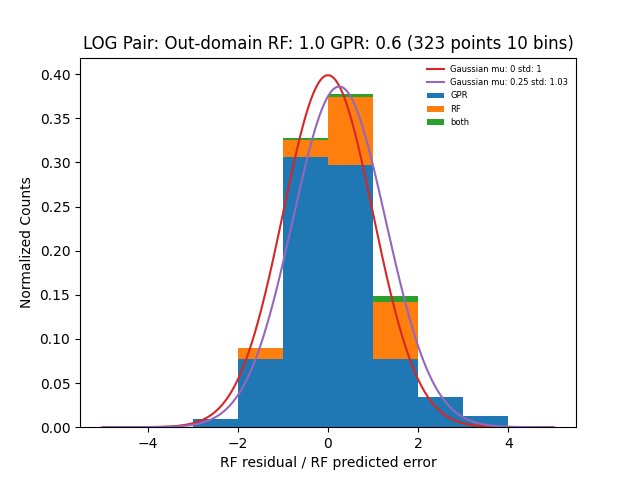 LOG Pair: Out-domain RF: 1.0 GPR: 0.6 (323 points 10 bins)
Gaussian mu: 0 std: 1
Gaussian mu: 0.25 std: 1.03
GPR
RF
both
0.40
0.35
0.30
0.25
0.20
0.15
0.10
0.05
0.00
Normalized Counts
−4
−2
0
2
4
RF residual / RF predicted error